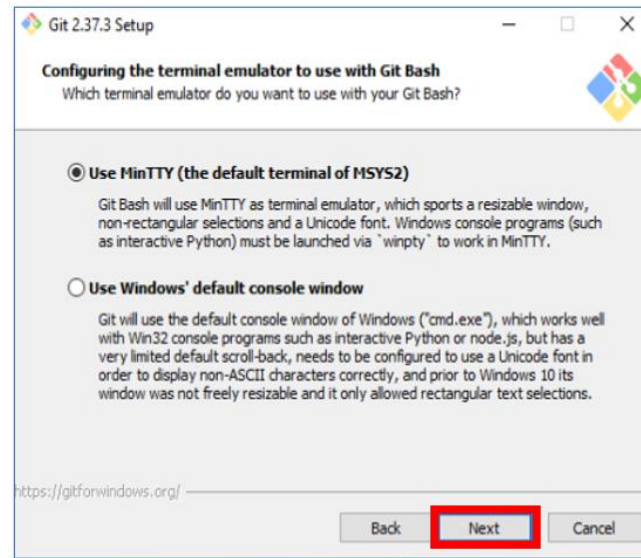 Git 2.37.3 Setup
Configuring the terminal emulator to use with Git Bash
Which terminal emulator do you want to use with your Git Bash?
Use MinTTY (the default terminal of MSYS2)
Git Bash will use MinTTY as terminal emulator, which sports a resizable window,
non-rectangular selections and a Unicode font. Windows console programs (such
as interactive Python) must be launched via `winpty` to work in MinTTY.
Use Windows' default console window
Git will use the default console window of Windows ("cmd.exe"), which works well
with Win32 console programs such as interactive Python or node.js, but has a
very limited default scroll-back, needs to be configured to use a Unicode font in
order to display non-ASCII characters correctly, and prior to Windows 10 its
window was not freely resizable and it only allowed rectangular text selections.
https://gitforwindows.org/
Back Next Cancel